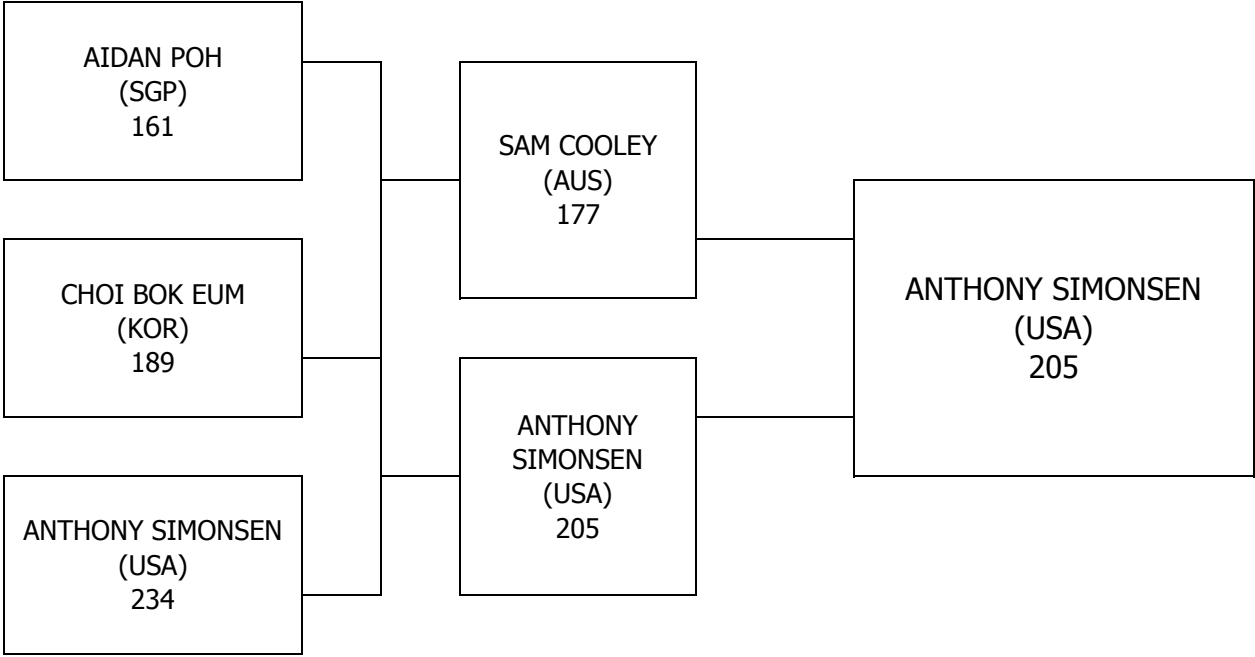 AIDAN POH
(SGP)
161
CHOI BOK EUM
(KOR)
189
ANTHONY SIMONSEN
(USA)
234
SAM COOLEY
(AUS)
177
ANTHONY
SIMONSEN
(USA)
205
ANTHONY SIMONSEN
(USA)
205